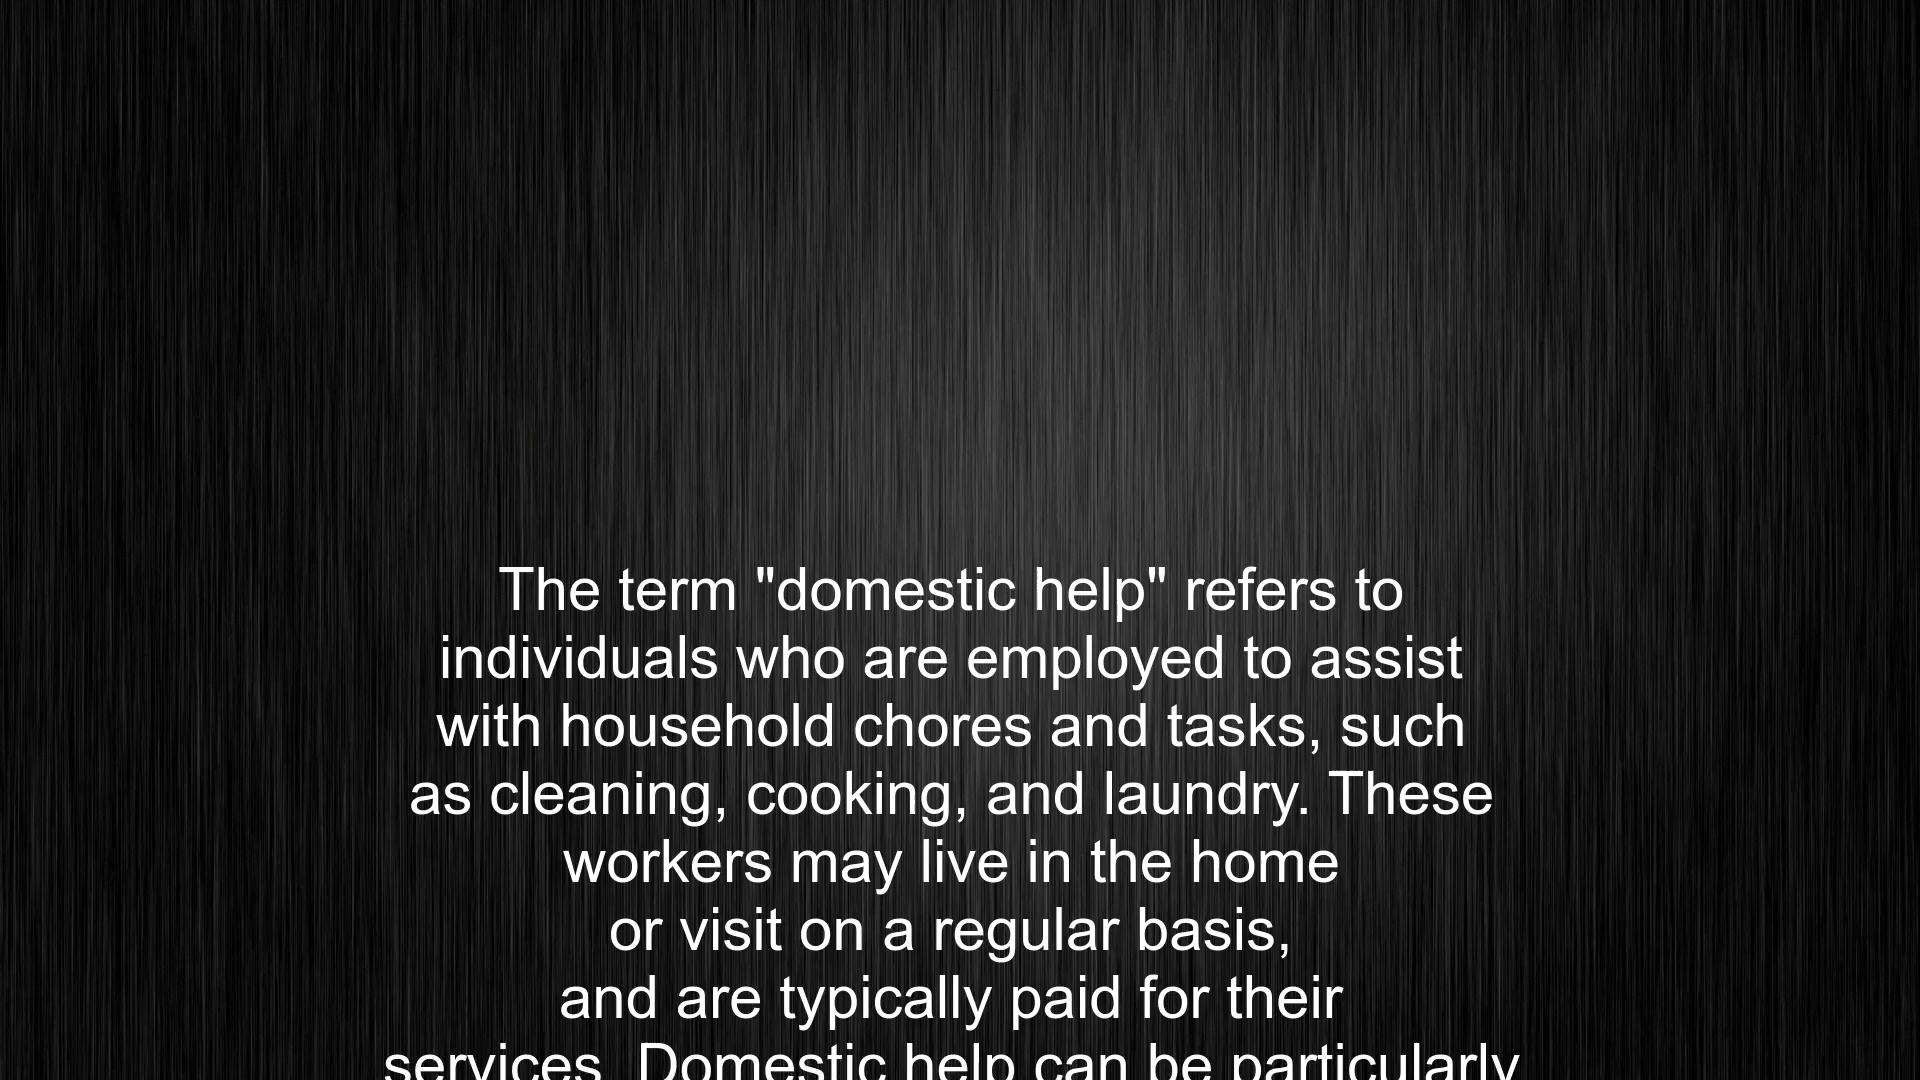 The term "domestic help" refers to
individuals who are employed to assist
with household chores and tasks, such
as cleaning, cooking, and laundry. These
workers may live in the home
or visit on a regular basis,
and are typically paid for their
services. Domestic help can be particularly